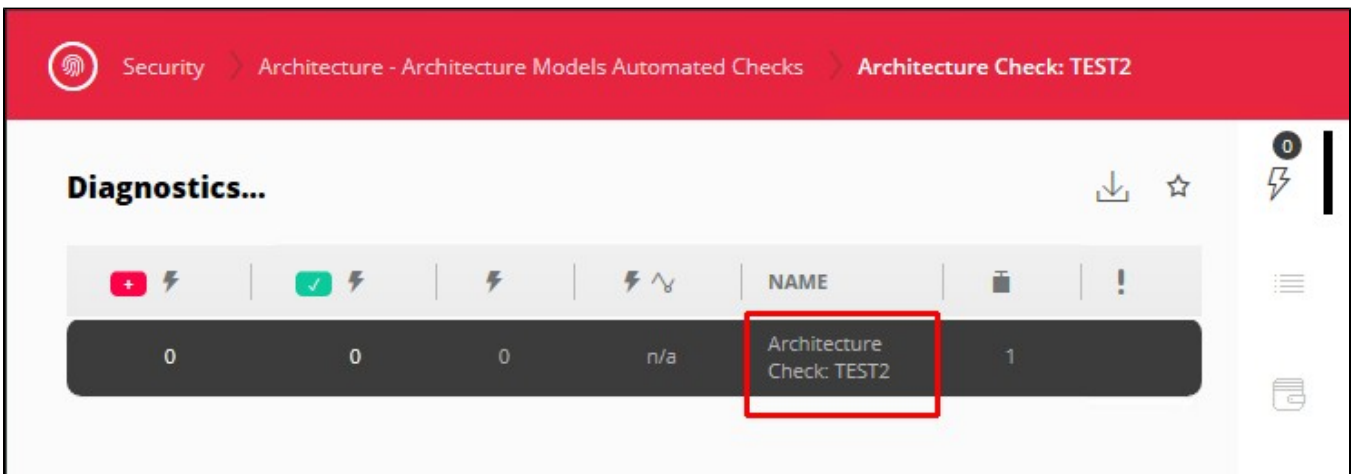 Security Architecture - Architecture Models Automated Checks Architecture Check: TEST2
0
Diagnostics...
NAME
0 0 0 n/a Architecture Check: TEST2 1